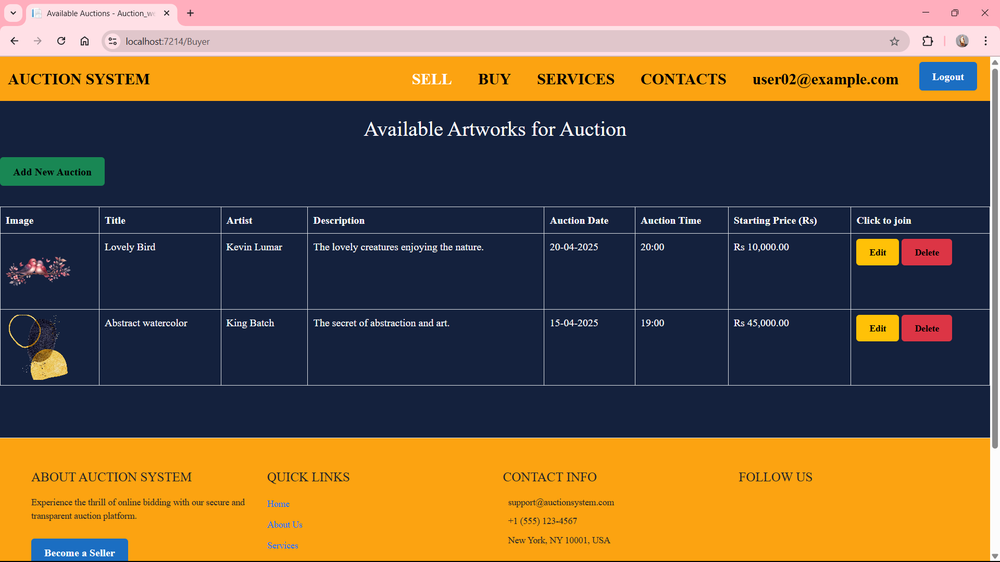 Available Auctions - Auction_we
localhost:7214/Buyer
AUCTION SYSTEM SELL BUY SERVICES CONTACTS user02@example.com Logout
Available Artworks for Auction
Add New Auction
Image Title Artist Description Auction Date Auction Time Starting Price (Rs) Click to join
Lovely Bird Kevin Lumar The lovely creatures enjoying the nature. 20-04-2025 20:00 Rs 10,000.00 Edit Delete
Abstract watercolor King Batch The secret of abstraction and art. 15-04-2025 19:00 Rs 45,000.00 Edit Delete
ABOUT AUCTION SYSTEM
Experience the thrill of online bidding with our secure and
transparent auction platform.
Become a Seller
QUICK LINKS
Home
About Us
Services
CONTACT INFO
support@auctionsystem.com
+1 (555) 123-4567
New York, NY 10001, USA
FOLLOW US